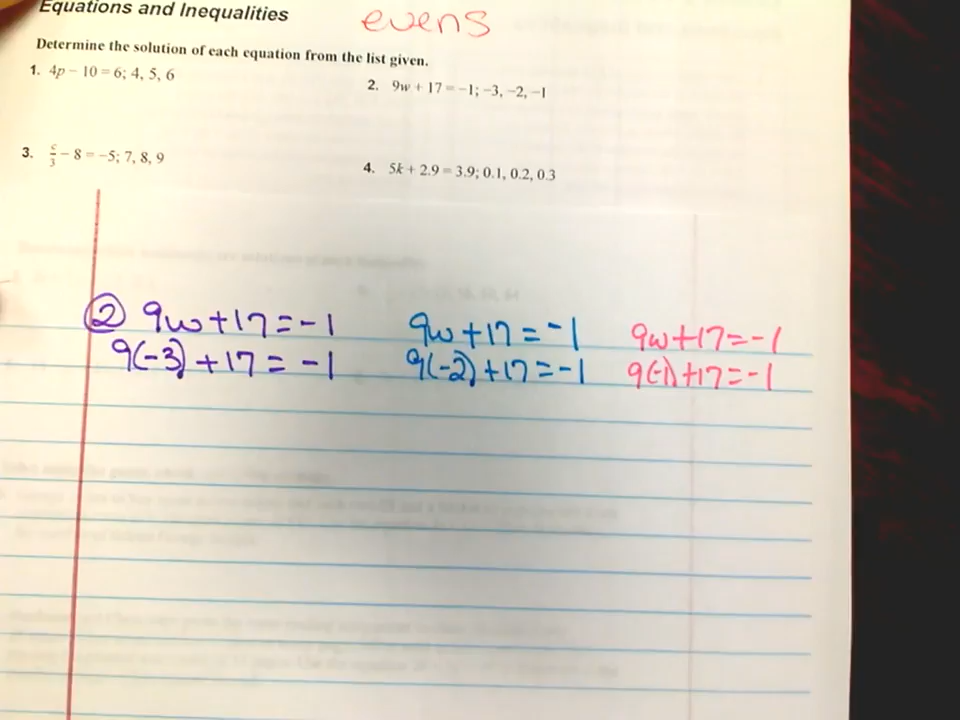 Equations and Inequalities
evens
Determine the solution of each equation from the list given.
1. 4p − 10 = 6; 4, 5, 6
2. 9w + 17 = −1; −3, −2, −1
3. c/3 − 8 = −5; 7, 8, 9
4. 5k + 2.9 = 3.9; 0.1, 0.2, 0.3
② 9w+17=-1
9(-3)+17=-1
9w+17=-1
9(-2)+17=-1
9w+17=-1
9(-1)+17=-1